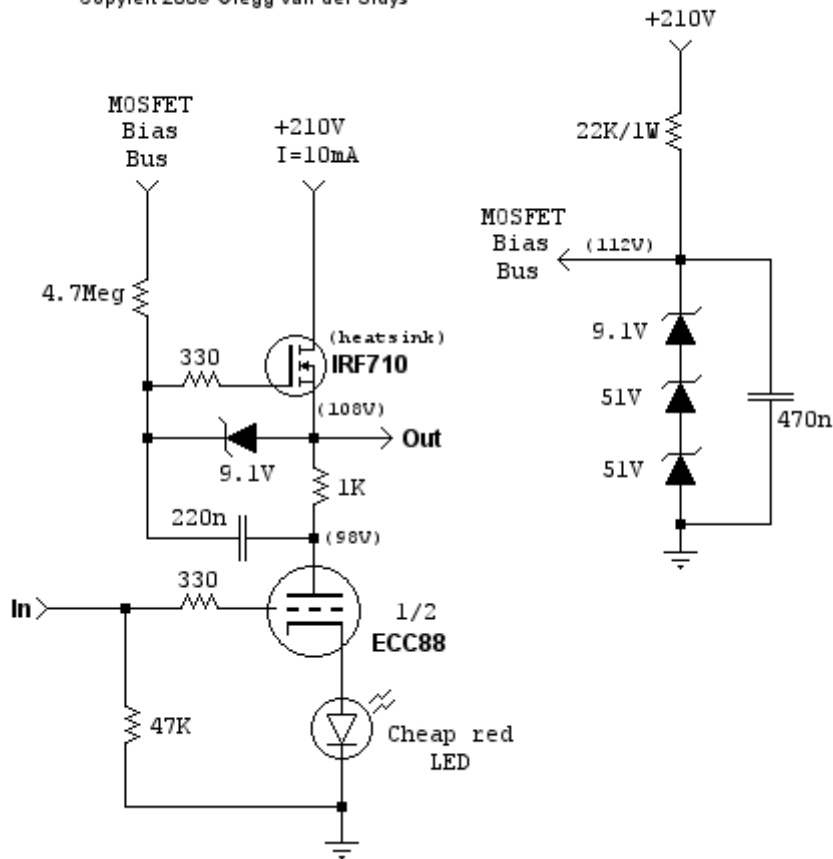 +210V
MOSFET
Bias
Bus
+210V
I=10mA
22K/1W
MOSFET
Bias
Bus
(112V)
4.7Meg
330
(heatsink)
IRF710
9.1V
(108V)
Out
51V
470n
9.1V
1K
51V
220n
(98V)
330
In
1/2
ECC88
47K
Cheap red
LED